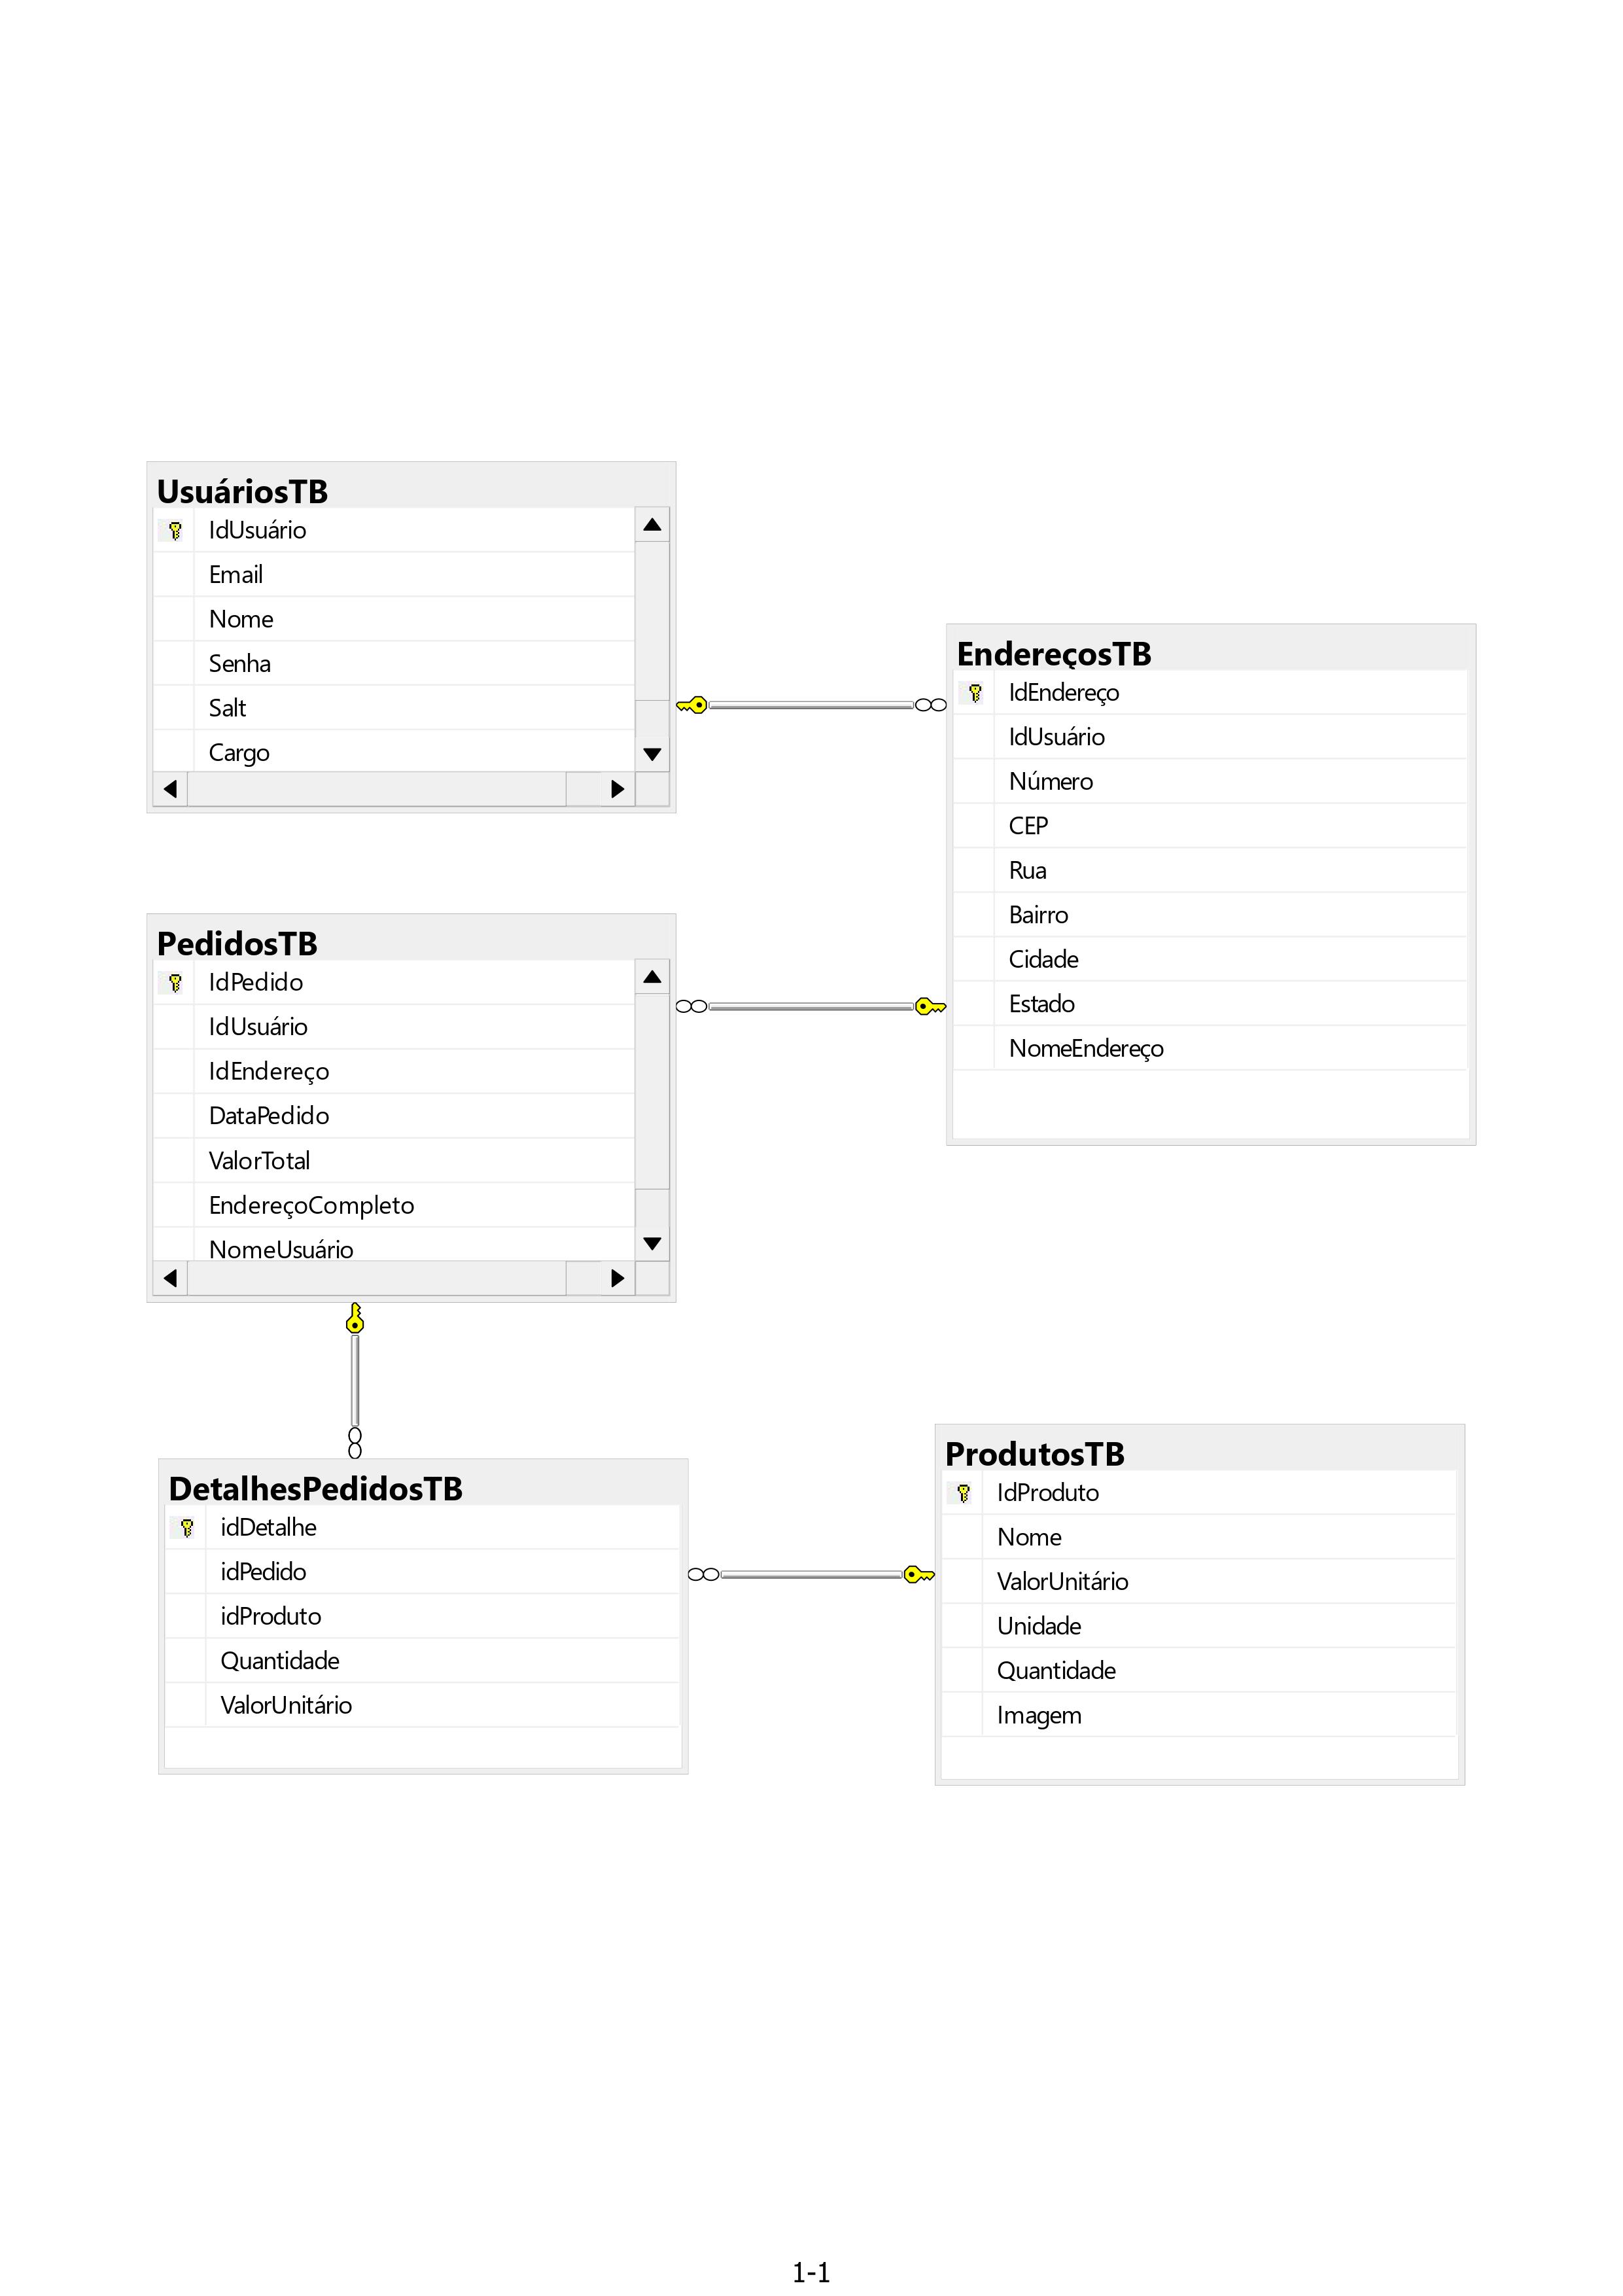 UsuáriosTB
IdUsuário
Email
Nome
Senha
Salt
Cargo
EndereçosTB
IdEndereço
IdUsuário
Número
CEP
Rua
Bairro
Cidade
Estado
NomeEndereço
PedidosTB
IdPedido
IdUsuário
IdEndereço
DataPedido
ValorTotal
EndereçoCompleto
NomeUsuário
DetalhesPedidosTB
idDetalhe
idPedido
idProduto
Quantidade
ValorUnitário
ProdutosTB
IdProduto
Nome
ValorUnitário
Unidade
Quantidade
Imagem
1-1